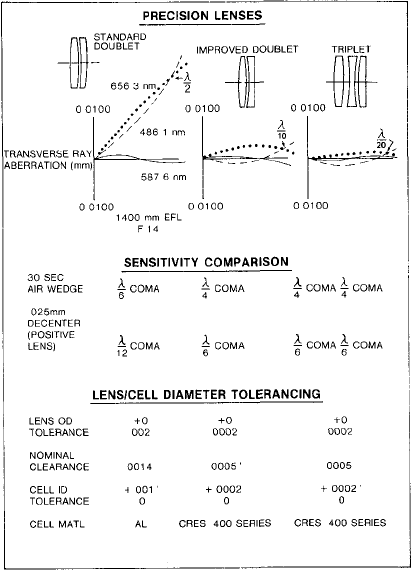 PRECISION LENSES
STANDARD DOUBLET
IMPROVED DOUBLET
TRIPLET
656 3 nm
λ/2
0 0100
0 0100
0 0100
486 1 nm
λ/10
λ/20
TRANSVERSE RAY ABERRATION (mm)
587 6 nm
0 0100
0 0100
0 0100
1400 mm EFL
F 14
SENSITIVITY COMPARISON
30 SEC AIR WEDGE
λ/6 COMA
λ/4 COMA
λ/4 COMA λ/4 COMA
025mm DECENTER (POSITIVE LENS)
λ/12 COMA
λ/6 COMA
λ/6 COMA λ/6 COMA
LENS/CELL DIAMETER TOLERANCING
LENS OD +0 +0 +0
TOLERANCE 002 0002 0002
NOMINAL
CLEARANCE 0014 0005 ' 0005
CELL ID + 001 ' + 0002 + 0002 '
TOLERANCE 0 0 0
CELL MATL AL CRES 400 SERIES CRES 400 SERIES